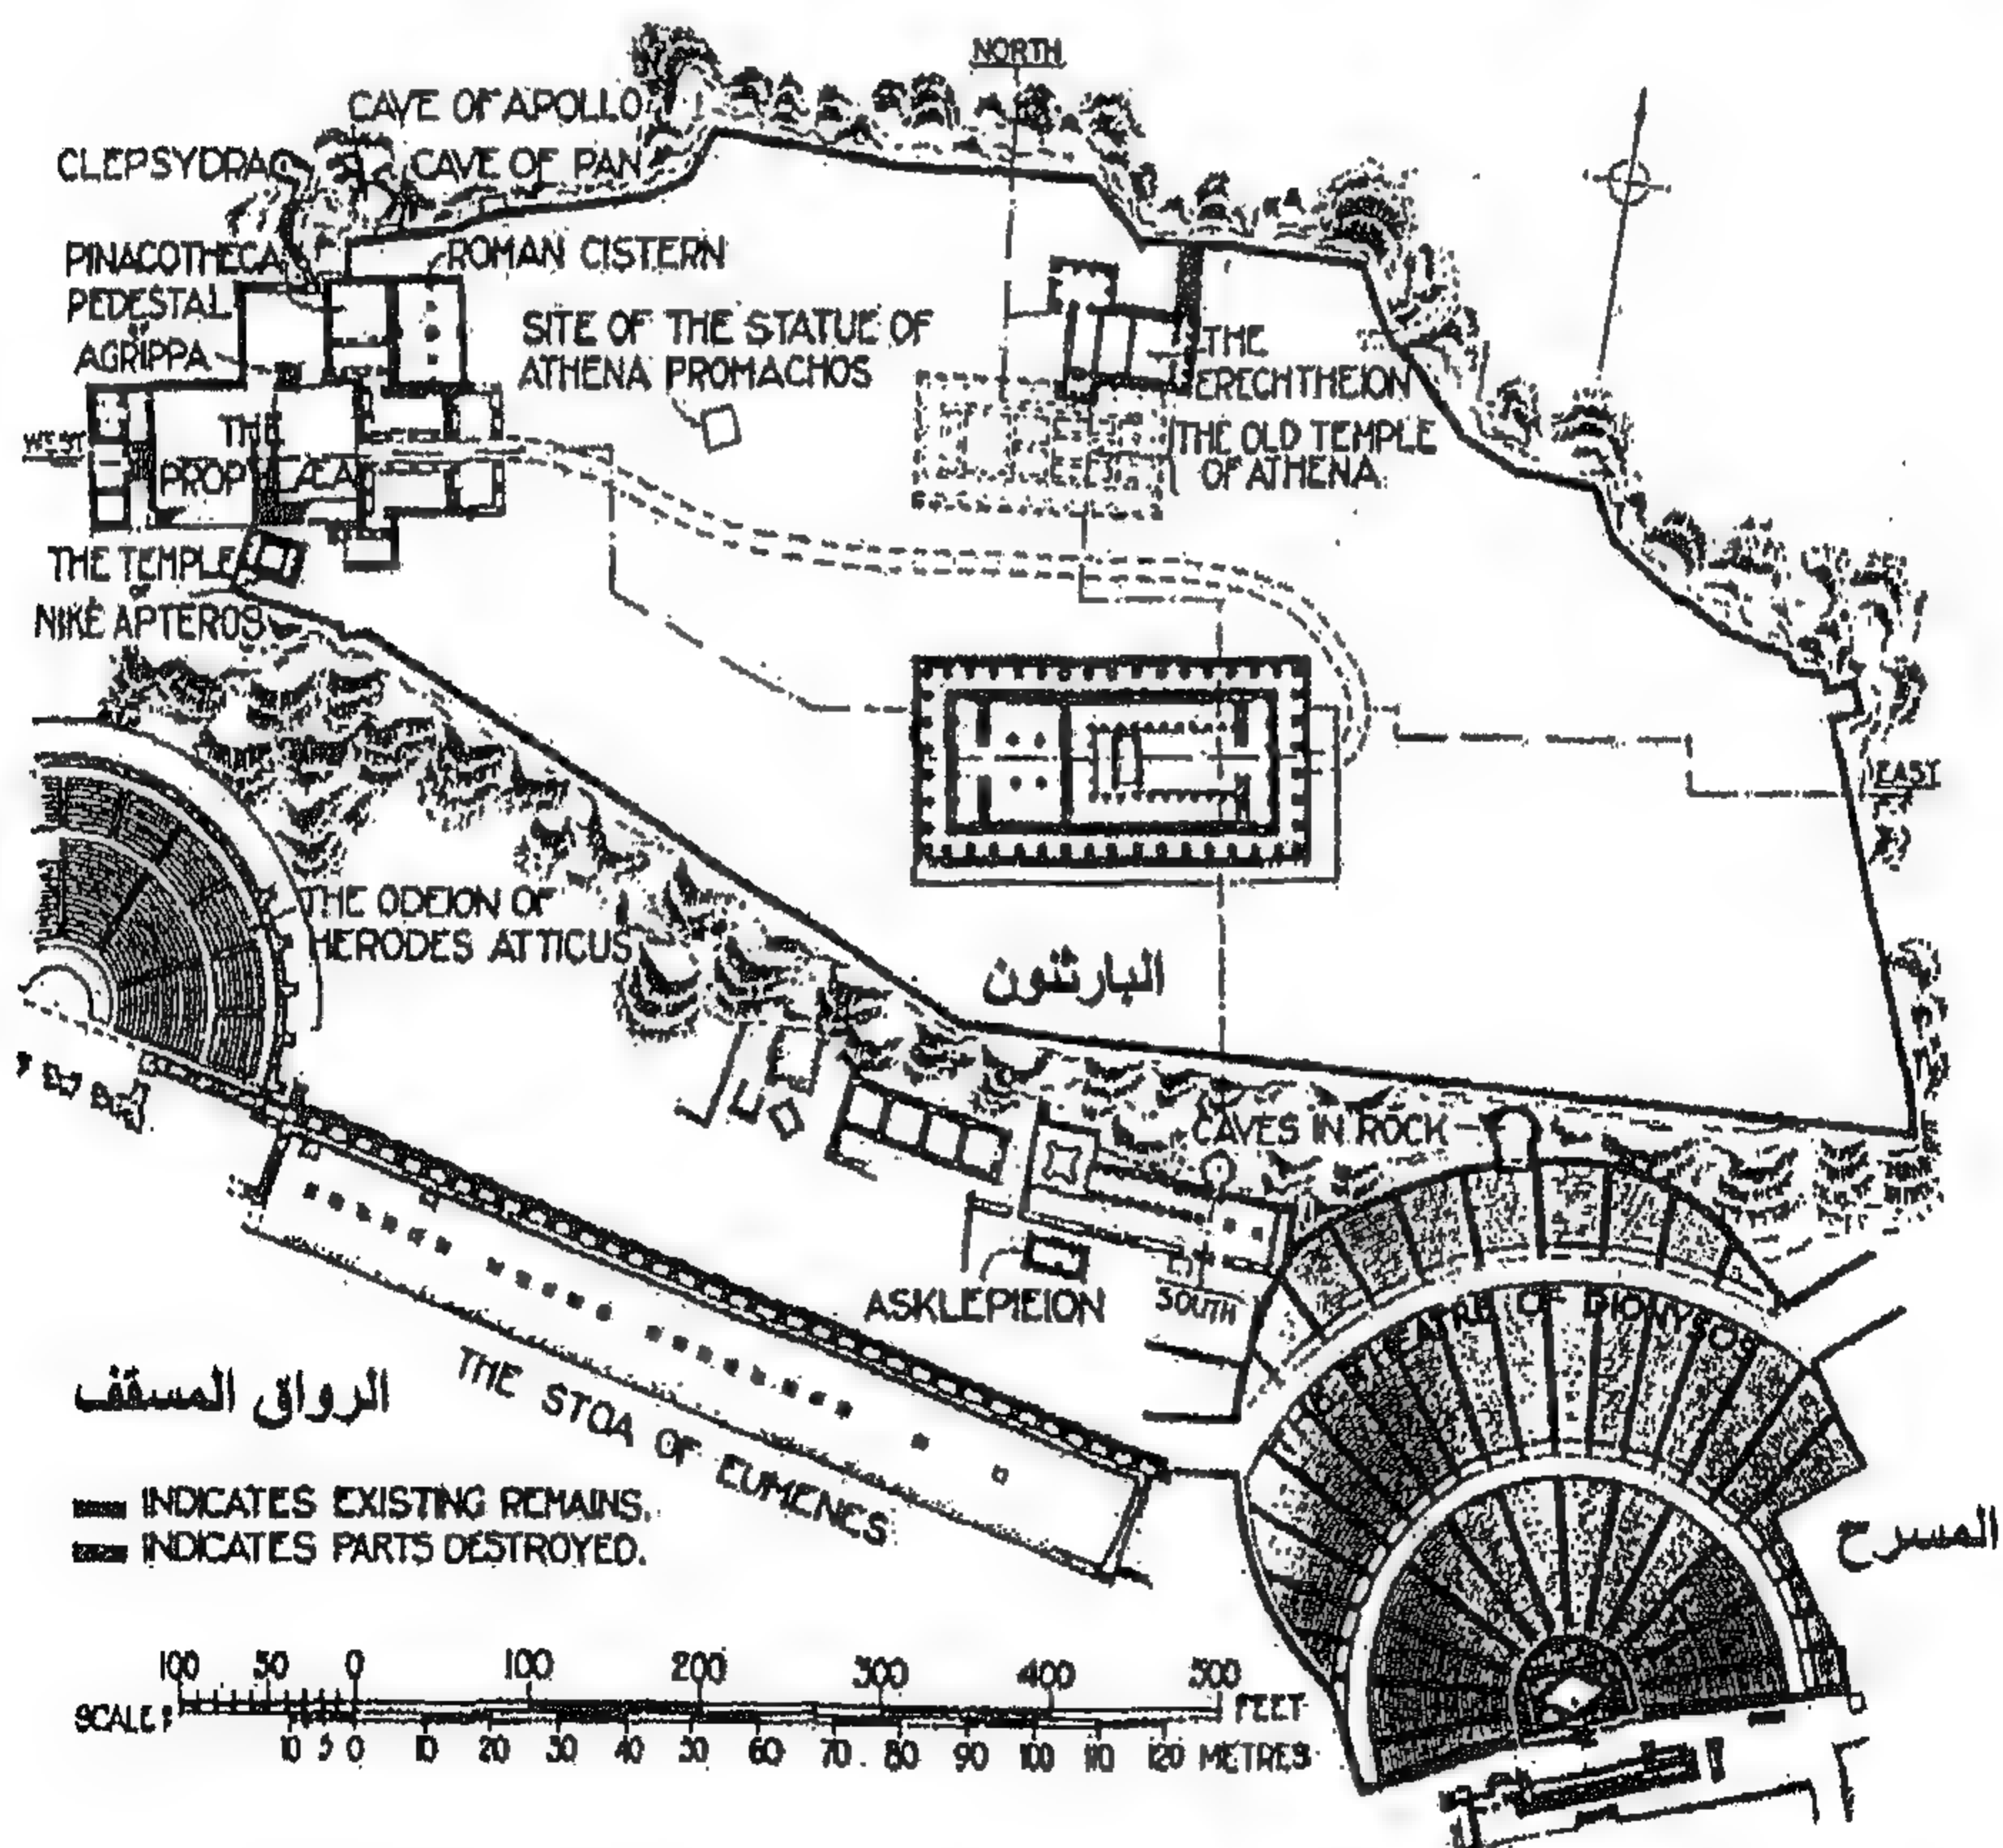 NORTH
CAVE OF APOLLO
CLEPSYDRA
CAVE OF PAN
PINACOTHECA
ROMAN CISTERN
PEDESTAL
OF
AGRIPPA
SITE OF THE STATUE OF
ATHENA PROMACHOS
THE
ERECHTHEION
THE OLD TEMPLE
OF ATHENA
WEST
THE
PROPYLÆA
THE TEMPLE
OF
NIKE APTEROS
EAST
THE ODEION OF
HERODES ATTICUS
البارثنون
CAVES IN ROCK
ASKLEPIEION
SOUTH
THEATRE OF DIONYSOS
THE STOA OF EUMENES
الرواق المسقف
المسرح
INDICATES EXISTING REMAINS.
INDICATES PARTS DESTROYED.
100 50 0 100 200 300 400 500
SCALE FEET
10 5 0 10 20 30 40 50 60 70 80 90 100 110 120 METRES